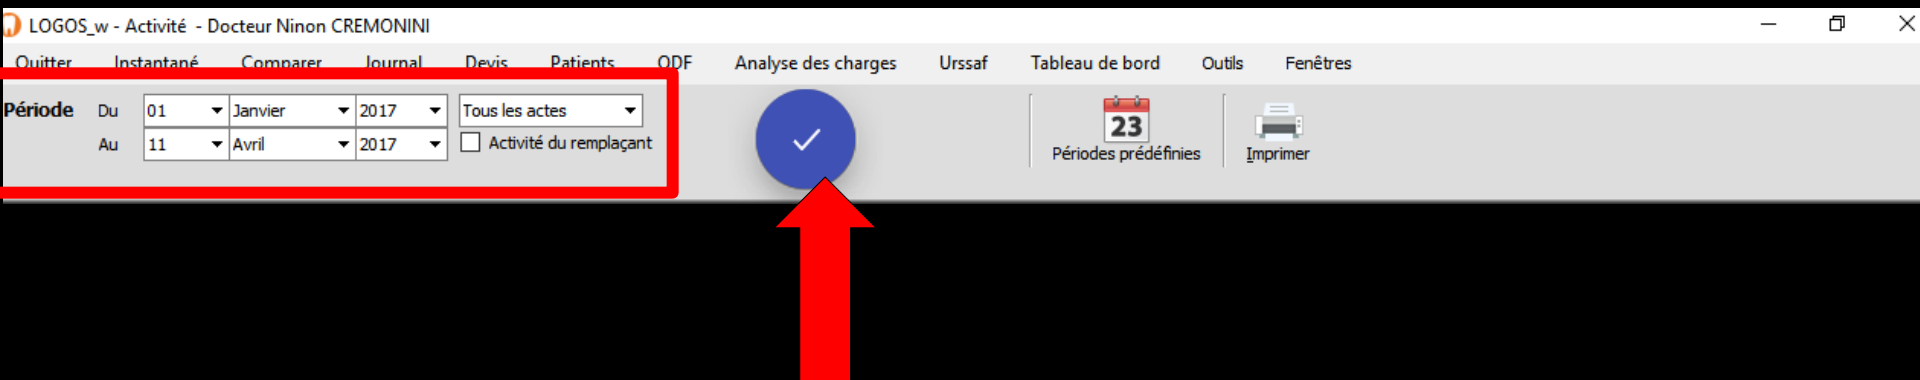 LOGOS_w - Activité - Docteur Ninon CREMONINI
Quitter Instantané Comparer Journal Devis Patients ODF Analyse des charges Urssaf Tableau de bord Outils Fenêtres
Période Du 01 Janvier 2017 Tous les actes
Au 11 Avril 2017 Activité du remplaçant
23
Périodes prédéfinies Imprimer